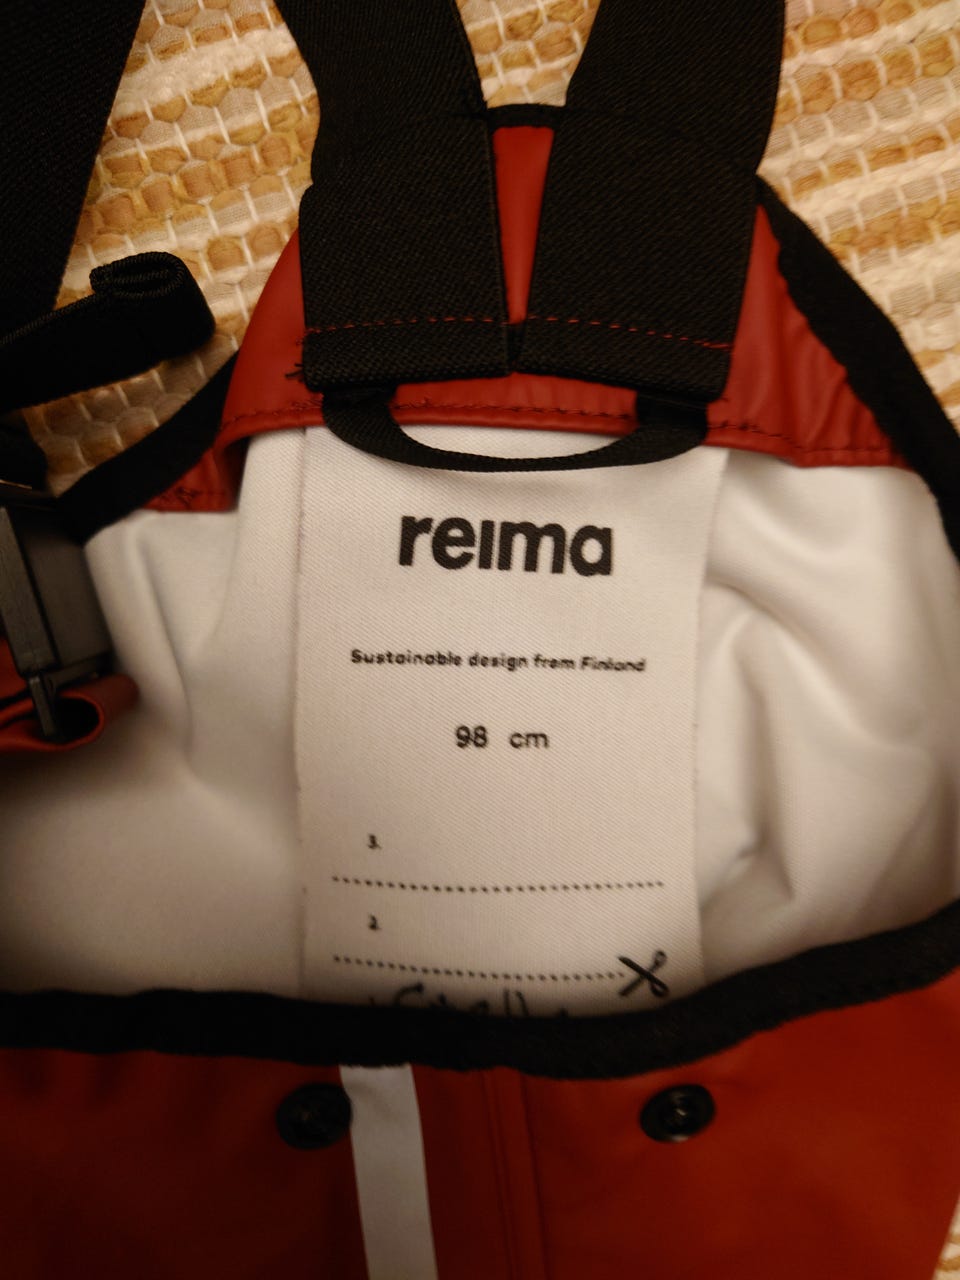 reima
Sustainable design from Finland
98 cm
3.
2.